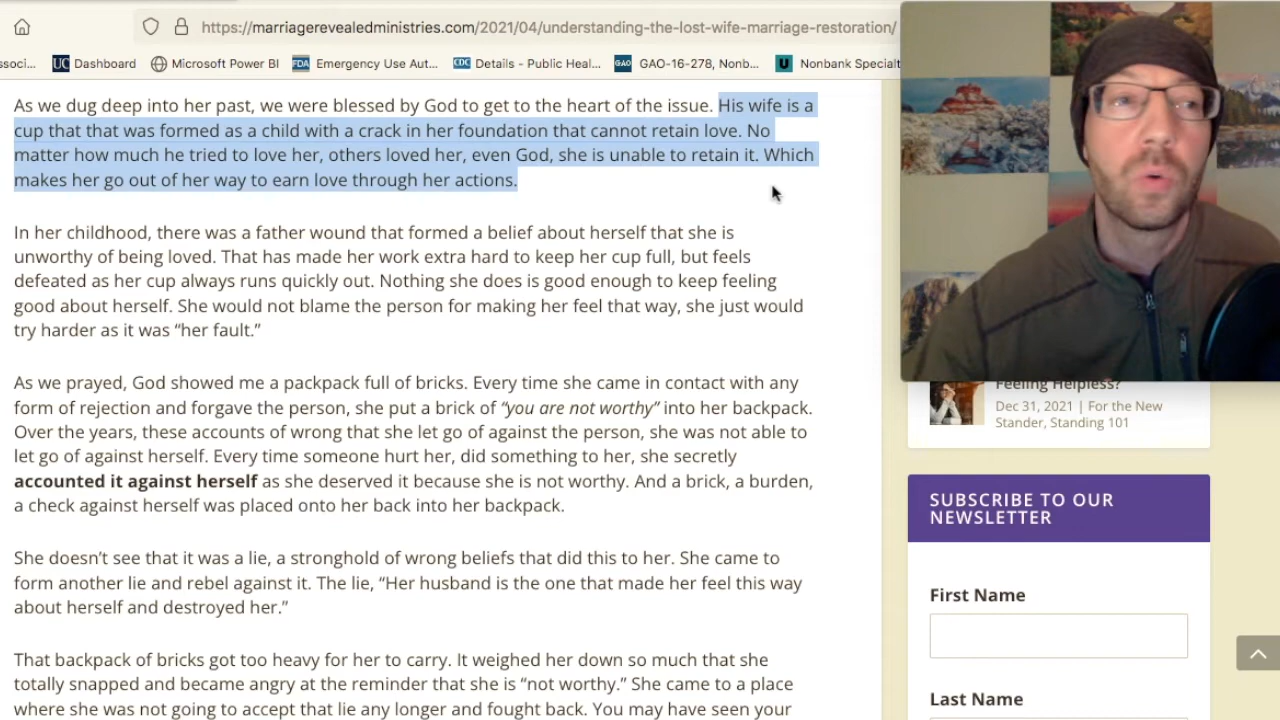 https://marriagerevealedministries.com/2021/04/understanding-the-lost-wife-marriage-restoration/
ssoci... UC Dashboard Microsoft Power BI FDA Emergency Use Aut... CDC Details - Public Heal... GAO GAO-16-278, Nonb... U Nonbank Specialt
As we dug deep into her past, we were blessed by God to get to the heart of the issue. His wife is a
cup that that was formed as a child with a crack in her foundation that cannot retain love. No
matter how much he tried to love her, others loved her, even God, she is unable to retain it. Which
makes her go out of her way to earn love through her actions.
In her childhood, there was a father wound that formed a belief about herself that she is
unworthy of being loved. That has made her work extra hard to keep her cup full, but feels
defeated as her cup always runs quickly out. Nothing she does is good enough to keep feeling
good about herself. She would not blame the person for making her feel that way, she just would
try harder as it was “her fault.”
As we prayed, God showed me a packpack full of bricks. Every time she came in contact with any
form of rejection and forgave the person, she put a brick of “you are not worthy” into her backpack.
Over the years, these accounts of wrong that she let go of against the person, she was not able to
let go of against herself. Every time someone hurt her, did something to her, she secretly
accounted it against herself as she deserved it because she is not worthy. And a brick, a burden,
a check against herself was placed onto her back into her backpack.
She doesn’t see that it was a lie, a stronghold of wrong beliefs that did this to her. She came to
form another lie and rebel against it. The lie, “Her husband is the one that made her feel this way
about herself and destroyed her.”
That backpack of bricks got too heavy for her to carry. It weighed her down so much that she
totally snapped and became angry at the reminder that she is “not worthy.” She came to a place
where she was not going to accept that lie any longer and fought back. You may have seen your
Feeling Helpless?
Dec 31, 2021 | For the New
Stander, Standing 101
SUBSCRIBE TO OUR
NEWSLETTER
First Name
Last Name